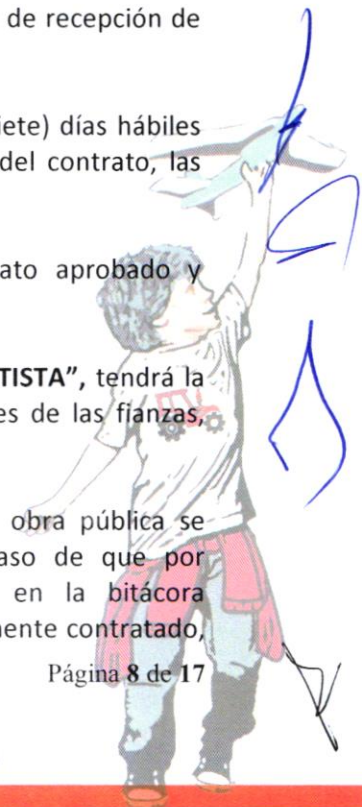 de recepción de
iete) días hábiles
del contrato, las
ato aprobado y
TISTA", tendrá la
es de las fianzas,
obra pública se
aso de que por
en la bitácora
nente contratado,
Página 8 de 17